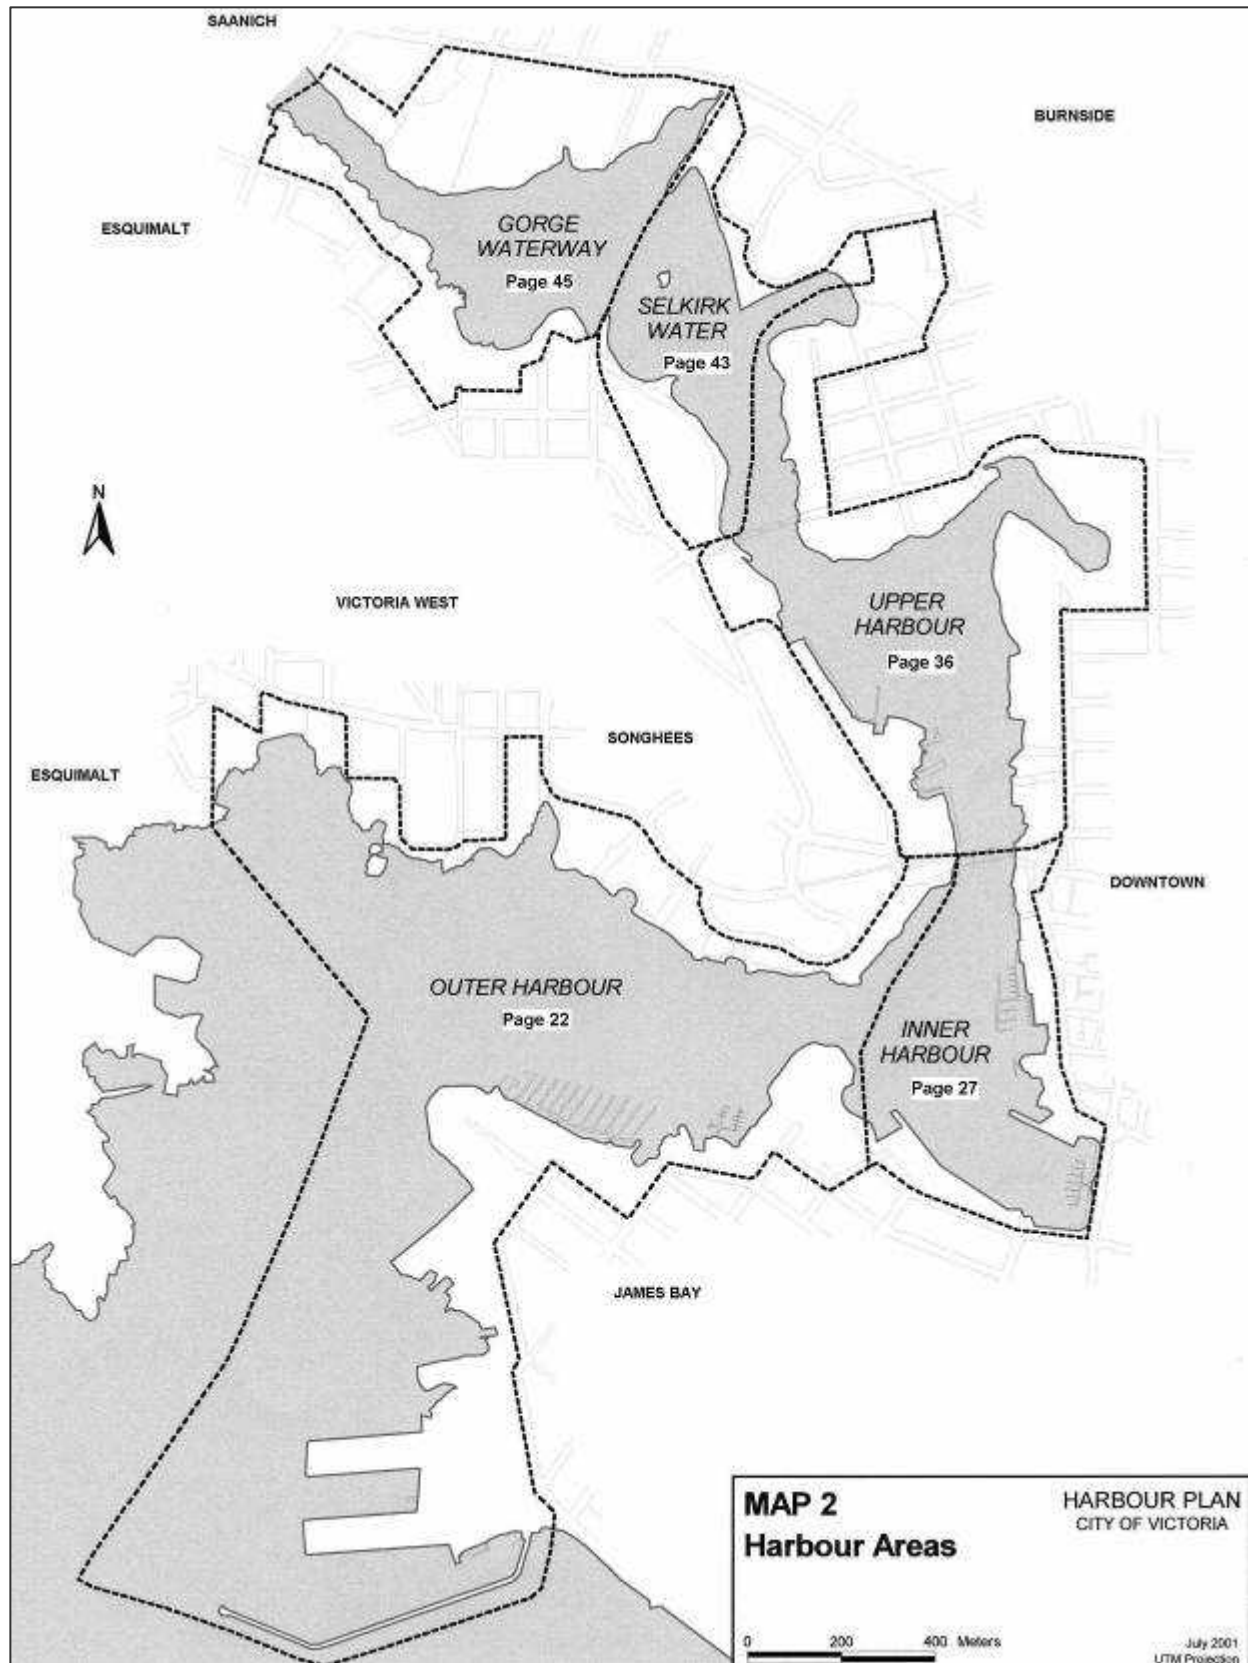 SAANICH
BURNSIDE
ESQUIMALT
GORGE
WATERWAY
Page 45
SELKIRK
WATER
Page 43
N
VICTORIA WEST
UPPER
HARBOUR
Page 36
SONGHEES
ESQUIMALT
DOWNTOWN
OUTER HARBOUR
Page 22
INNER
HARBOUR
Page 27
JAMES BAY
MAP 2
Harbour Areas
HARBOUR PLAN
CITY OF VICTORIA
0 200 400 Meters
July 2001
UTM Projection